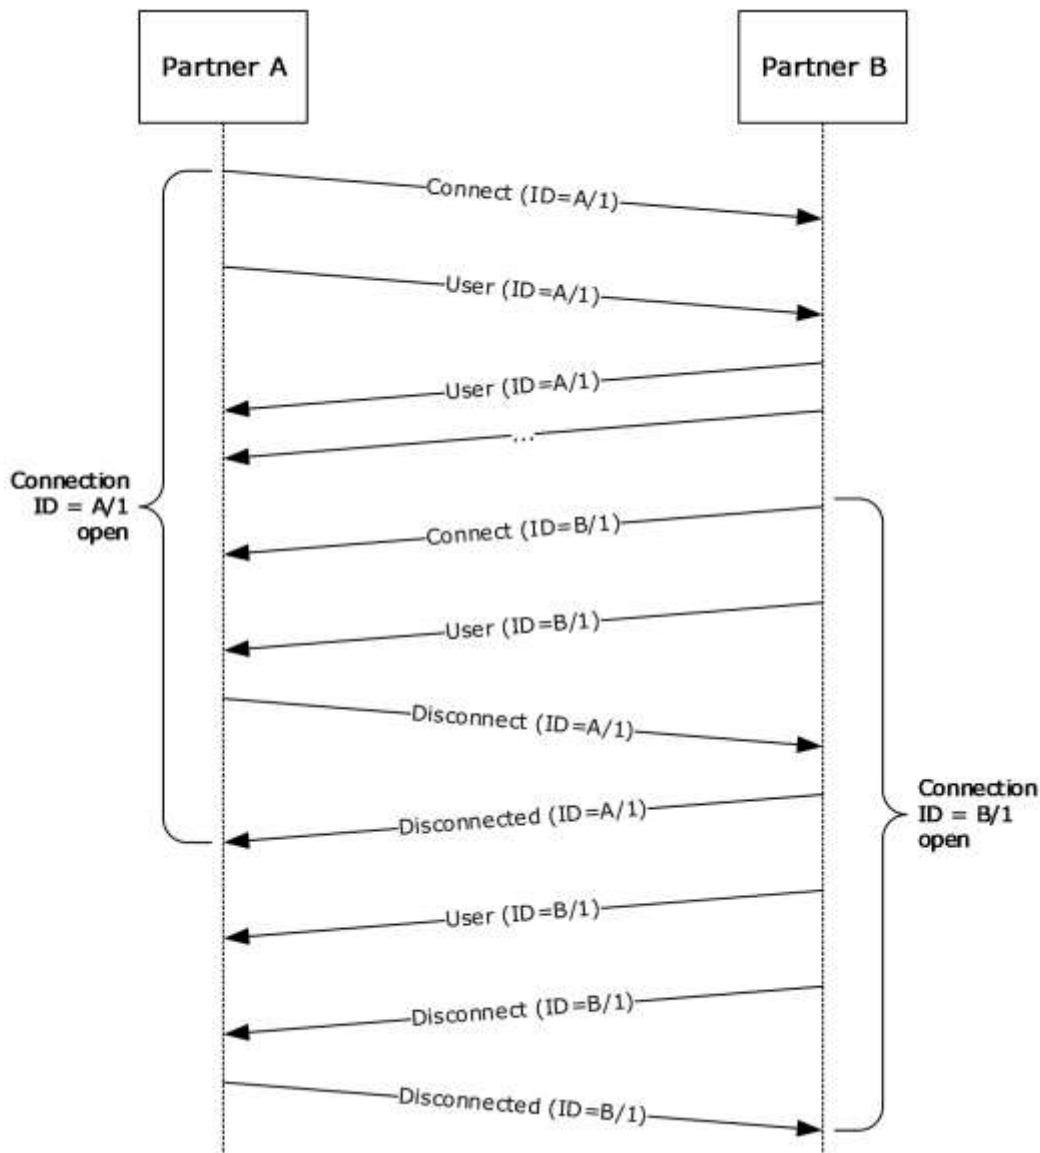 Partner A
Partner B
Connect (ID=A/1)
User (ID=A/1)
User (ID=A/1)
...
Connection
ID = A/1
open
Connect (ID=B/1)
User (ID=B/1)
Disconnect (ID=A/1)
Connection
ID = B/1
open
Disconnected (ID=A/1)
User (ID=B/1)
Disconnect (ID=B/1)
Disconnected (ID=B/1)